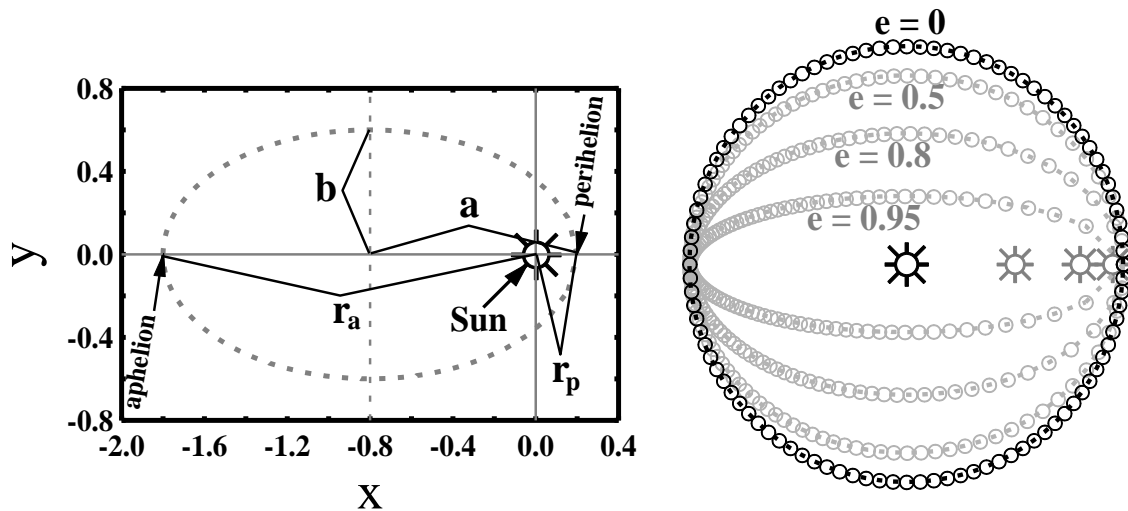 0.8
0.4
0.0
-0.4
-0.8
y
-2.0 -1.6 -1.2 -0.8 -0.4 0.0 0.4
x
b
a
perihelion
aphelion
r_a
Sun
r_p
e = 0
e = 0.5
e = 0.8
e = 0.95